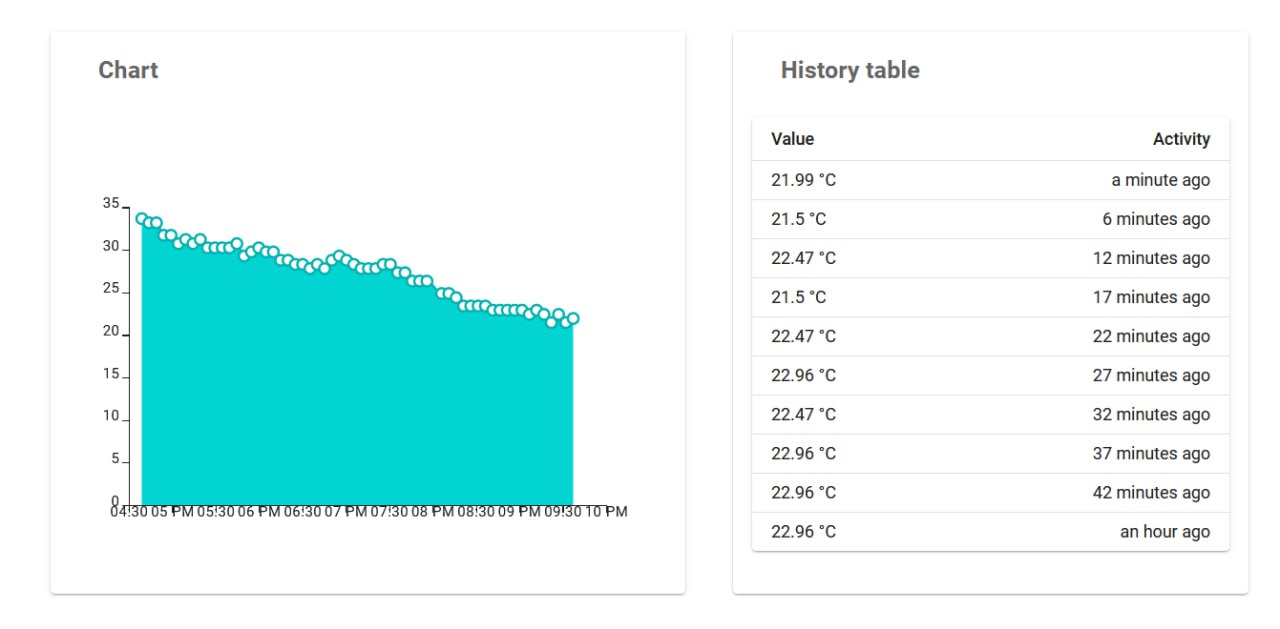 Chart
35
30
25
20
15
10
5
0
04:30 05 PM 05:30 06 PM 06:30 07 PM 07:30 08 PM 08:30 09 PM 09:30 10 PM
History table
Value Activity
21.99 °C a minute ago
21.5 °C 6 minutes ago
22.47 °C 12 minutes ago
21.5 °C 17 minutes ago
22.47 °C 22 minutes ago
22.96 °C 27 minutes ago
22.47 °C 32 minutes ago
22.96 °C 37 minutes ago
22.96 °C 42 minutes ago
22.96 °C an hour ago